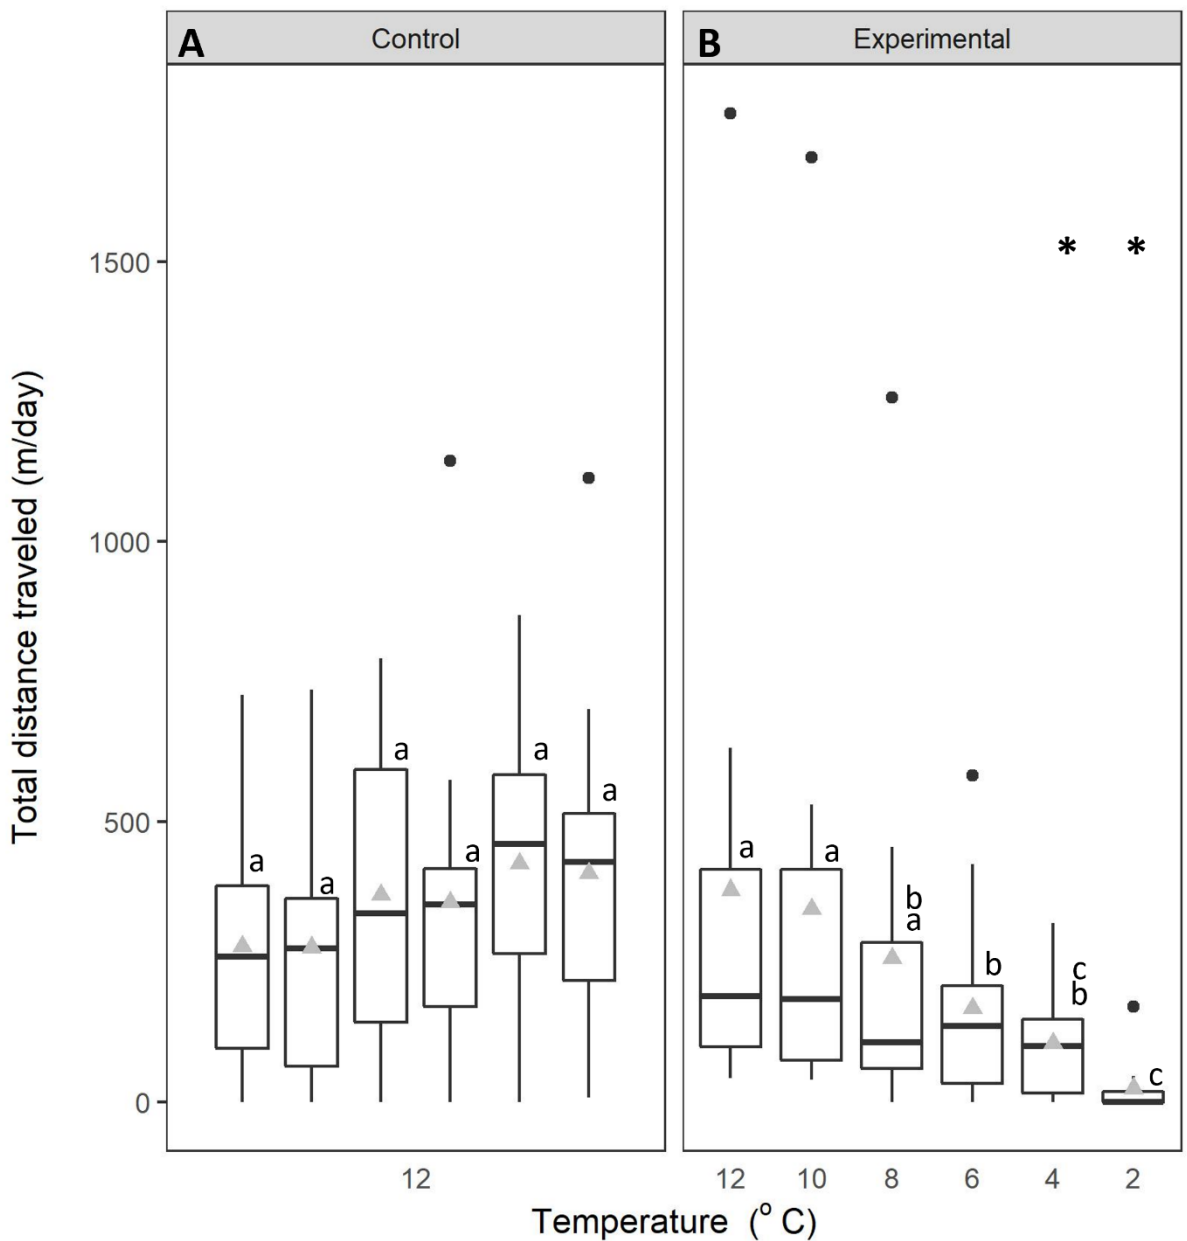 A Control
B Experimental
Total distance traveled (m/day)
1500
1000
500
0
* *
a a a a a a
a a
b
a
b
c
b
c
12
12 10 8 6 4 2
Temperature (° C)